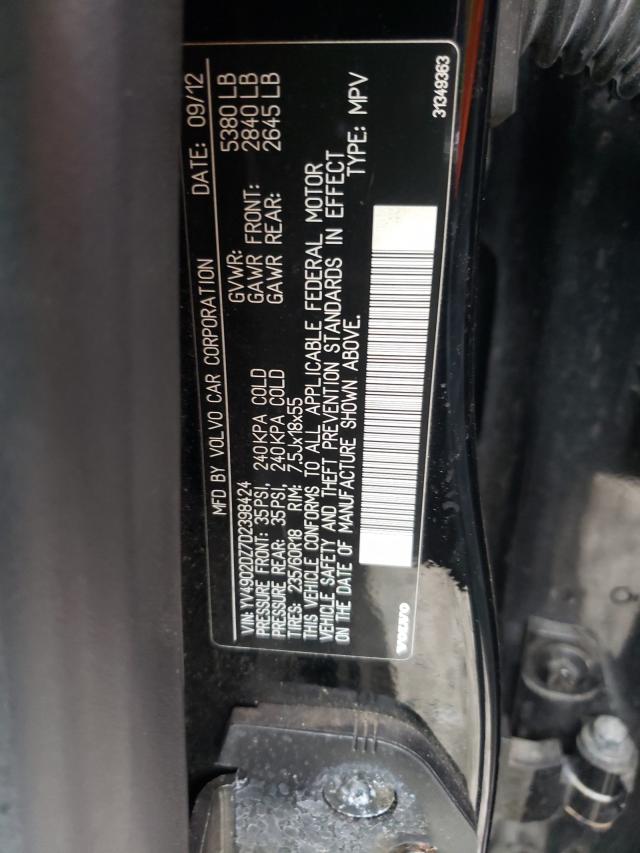 MFD BY VOLVO CAR CORPORATION DATE: 09/12
GVWR: 5380 LB
GAWR FRONT: 2840 LB
GAWR REAR: 2645 LB
VIN: YV4902DZ7D2398424
PRESSURE FRONT: 35PSI, 240KPA COLD
PRESSURE REAR: 35PSI, 240KPA COLD
TIRES: 235/60R18 RIM: 7.5Jx18x55
THIS VEHICLE CONFORMS TO ALL APPLICABLE FEDERAL MOTOR
VEHICLE SAFETY AND THEFT PREVENTION STANDARDS IN EFFECT
ON THE DATE OF MANUFACTURE SHOWN ABOVE. TYPE: MPV
VOLVO
31349363